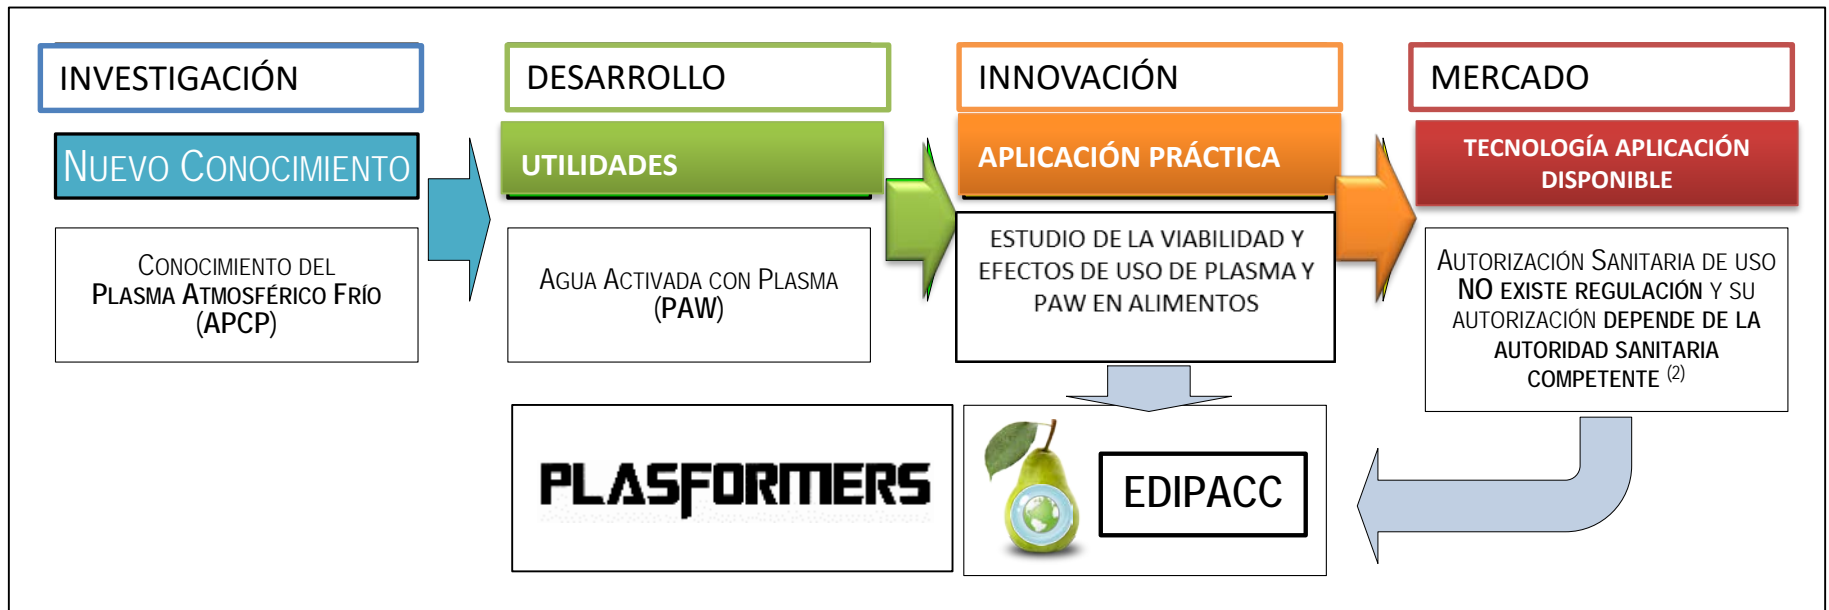 INVESTIGACIÓN
NUEVO CONOCIMIENTO
CONOCIMIENTO DEL
PLASMA ATMOSFÉRICO FRÍO
(APCP)
DESARROLLO
UTILIDADES
AGUA ACTIVADA CON PLASMA
(PAW)
INNOVACIÓN
APLICACIÓN PRÁCTICA
ESTUDIO DE LA VIABILIDAD Y
EFECTOS DE USO DE PLASMA Y
PAW EN ALIMENTOS
MERCADO
TECNOLOGÍA APLICACIÓN
DISPONIBLE
AUTORIZACIÓN SANITARIA DE USO
NO EXISTE REGULACIÓN Y SU
AUTORIZACIÓN DEPENDE DE LA
AUTORIDAD SANITARIA
COMPETENTE (2)
PLASFORMERS
EDIPACC